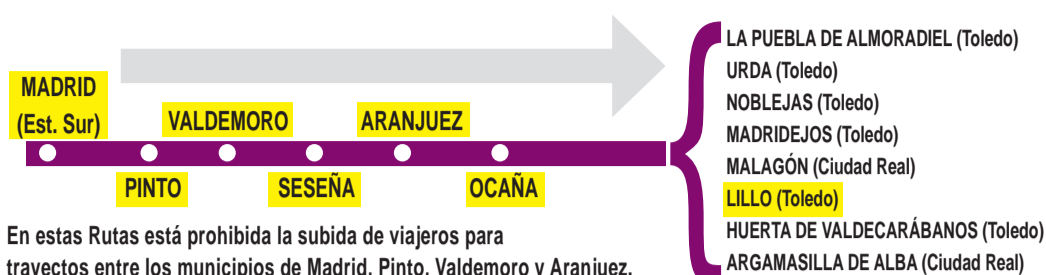 MADRID
(Est. Sur)
VALDEMORO
ARANJUEZ
PINTO
SESEÑA
OCAÑA
En estas Rutas está prohibida la subida de viajeros para
trayectos entre los municipios de Madrid, Pinto, Valdemoro y Aranjuez.
LA PUEBLA DE ALMORADIEL (Toledo)
URDA (Toledo)
NOBLEJAS (Toledo)
MADRIDEJOS (Toledo)
MALAGÓN (Ciudad Real)
LILLO (Toledo)
HUERTA DE VALDECARÁBANOS (Toledo)
ARGAMASILLA DE ALBA (Ciudad Real)